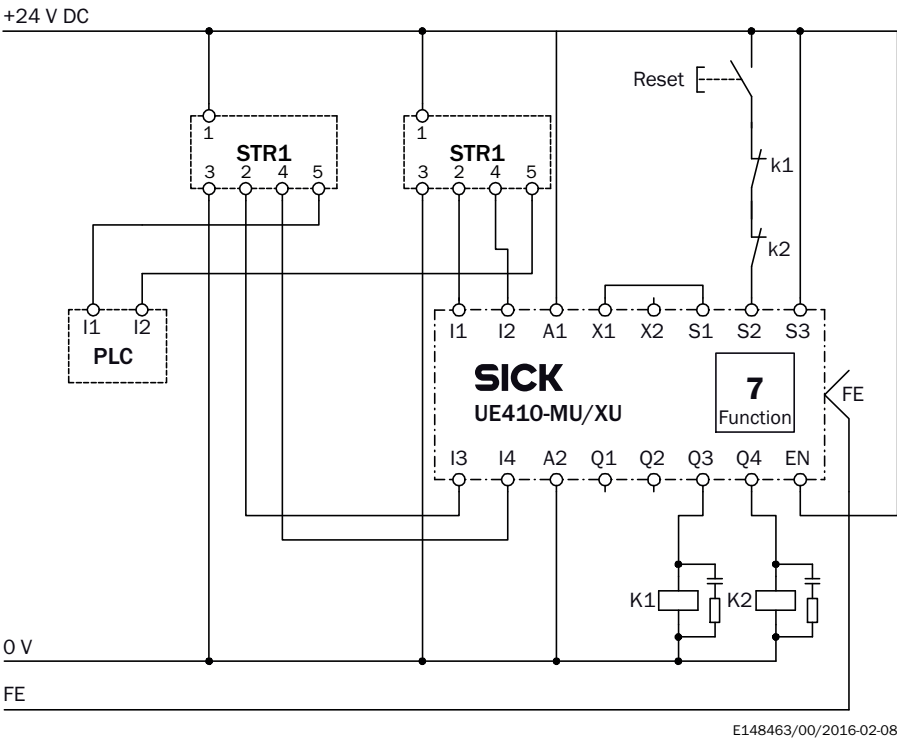 +24 V DC
Reset
1
1
STR1
STR1
3 2 4 5
3 2 4 5
k1
k2
I1 I2
PLC
I1 I2 A1 X1 X2 S1 S2 S3
SICK
UE410-MU/XU
7
Function
FE
I3 I4 A2 Q1 Q2 Q3 Q4 EN
K1
K2
0 V
FE
E148463/00/2016-02-08